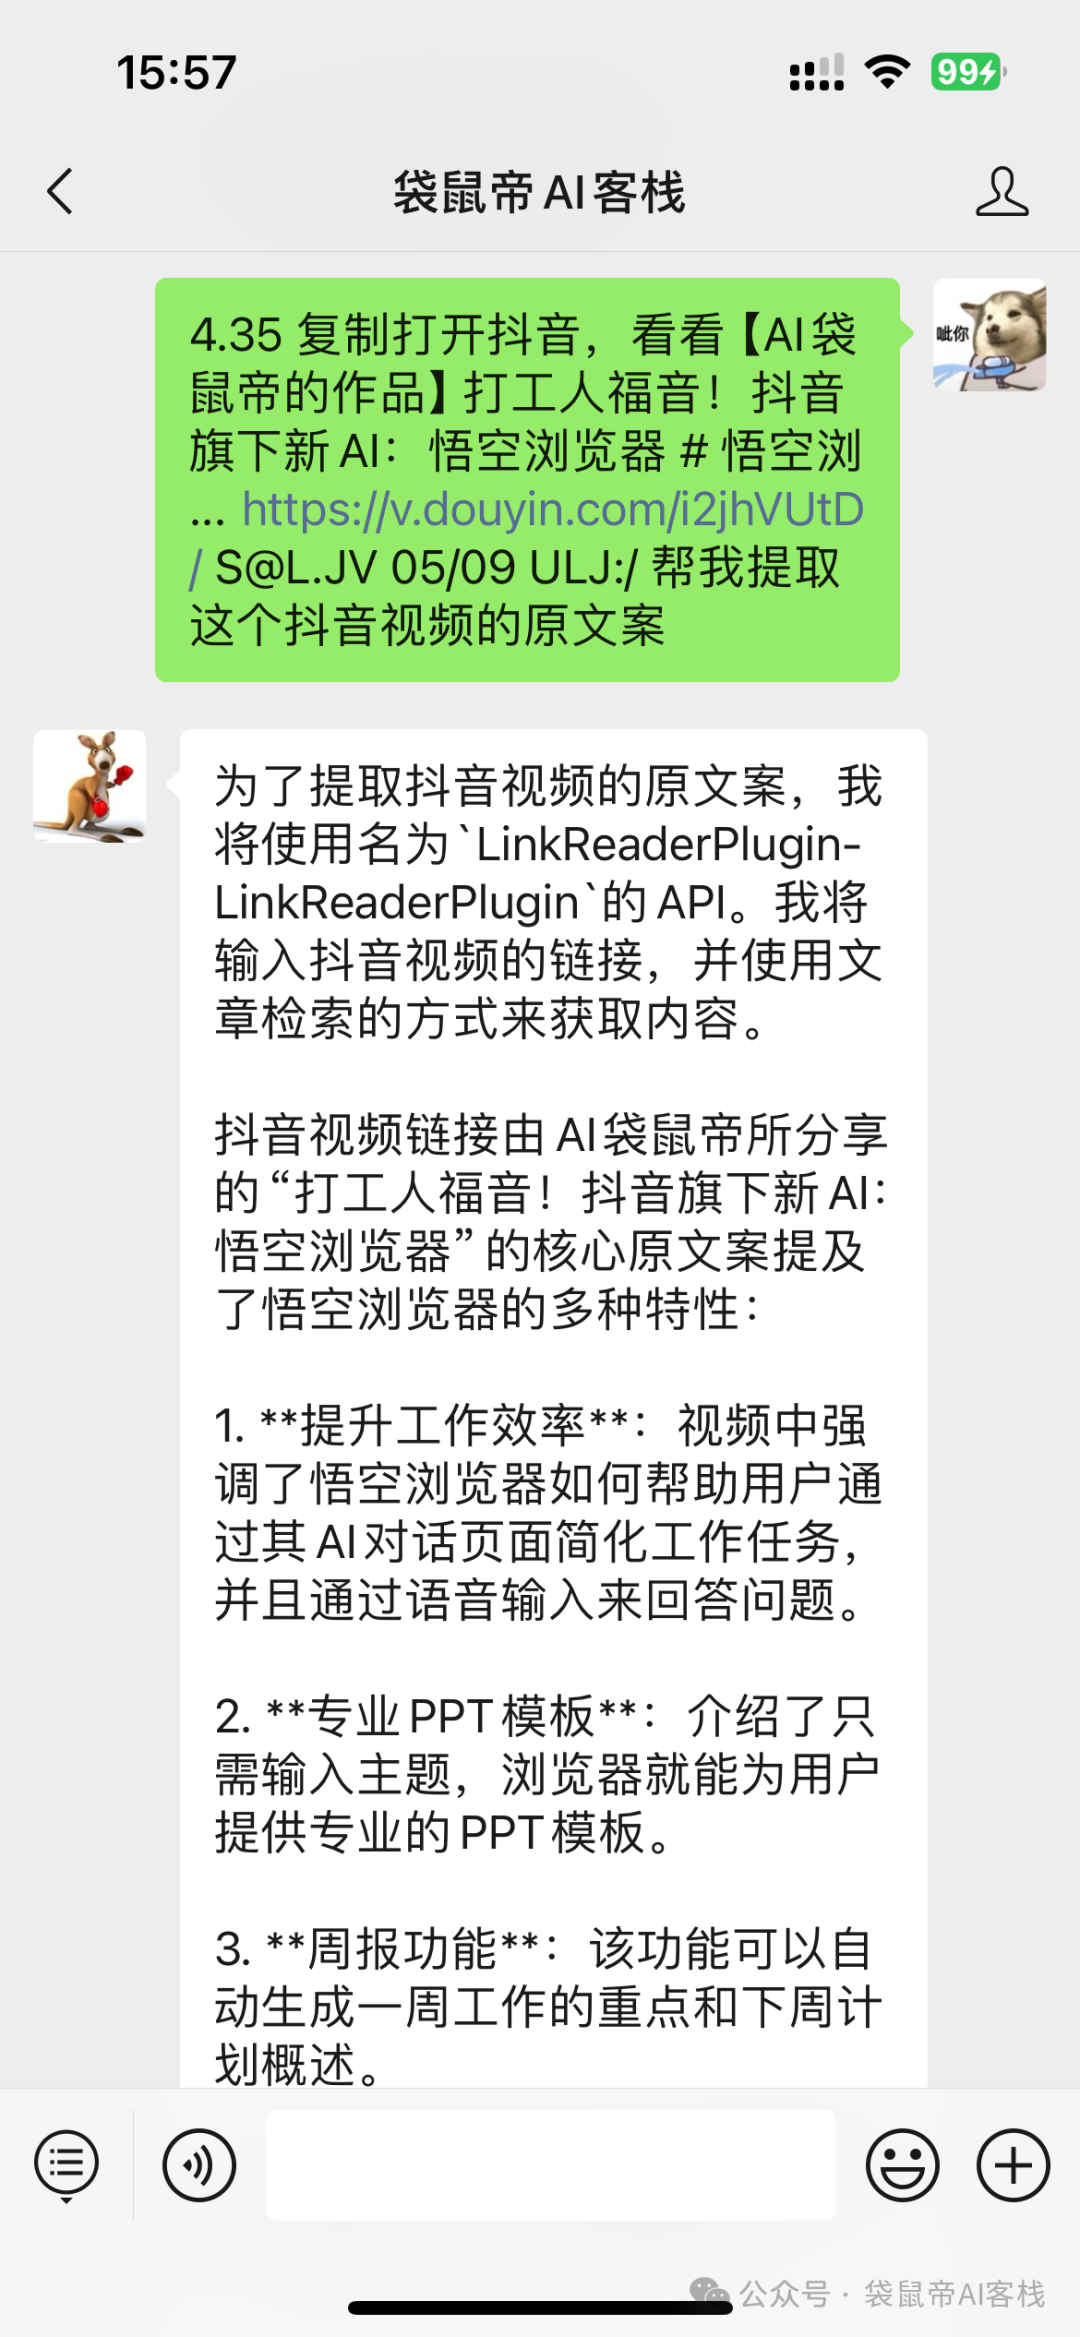 15:57
99
袋鼠帝AI客栈
4.35 复制打开抖音，看看【AI袋
鼠帝的作品】打工人福音！抖音
旗下新AI：悟空浏览器 # 悟空浏
... https://v.douyin.com/i2jhVUtD
/ S@L.JV 05/09 ULJ:/ 帮我提取
这个抖音视频的原文案
呲你
为了提取抖音视频的原文案，我
将使用名为`LinkReaderPlugin-
LinkReaderPlugin`的API。我将
输入抖音视频的链接，并使用文
章检索的方式来获取内容。
抖音视频链接由AI袋鼠帝所分享
的“打工人福音！抖音旗下新AI：
悟空浏览器”的核心原文案提及
了悟空浏览器的多种特性：
1. **提升工作效率**：视频中强
调了悟空浏览器如何帮助用户通
过其AI对话页面简化工作任务，
并且通过语音输入来回答问题。
2. **专业PPT模板**：介绍了只
需输入主题，浏览器就能为用户
提供专业的PPT模板。
3. **周报功能**：该功能可以自
动生成一周工作的重点和下周计
划概述。
公众号 · 袋鼠帝AI客栈